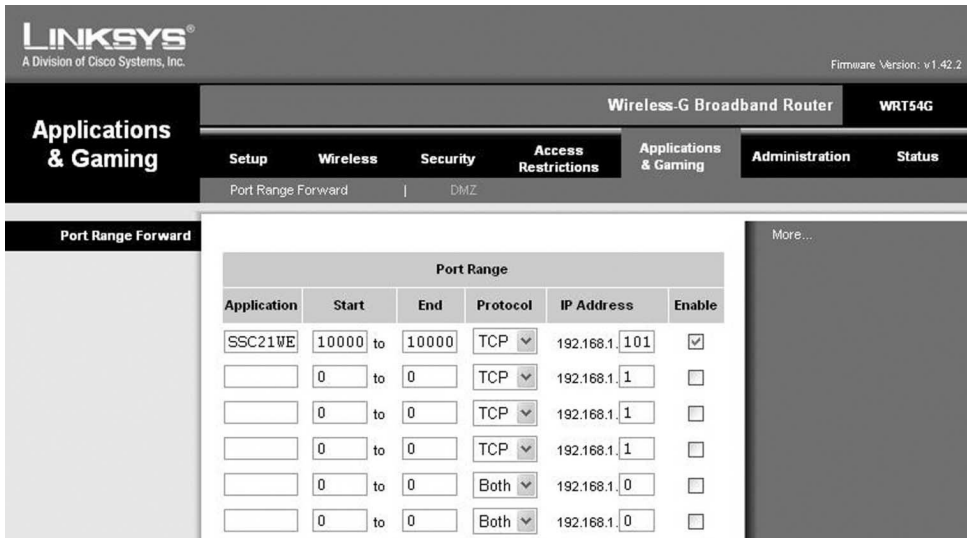 LINKSYS®
A Division of Cisco Systems, Inc.
Firmware Version: v1.42.2
Wireless-G Broadband Router WRT54G
Applications & Gaming
Setup Wireless Security Access Restrictions Applications & Gaming Administration Status
Port Range Forward | DMZ
Port Range Forward
More...
Port Range
Application Start End Protocol IP Address Enable
SSC21WE 10000 to 10000 TCP 192.168.1.101
0 to 0 TCP 192.168.1.1
0 to 0 TCP 192.168.1.1
0 to 0 TCP 192.168.1.1
0 to 0 Both 192.168.1.0
0 to 0 Both 192.168.1.0